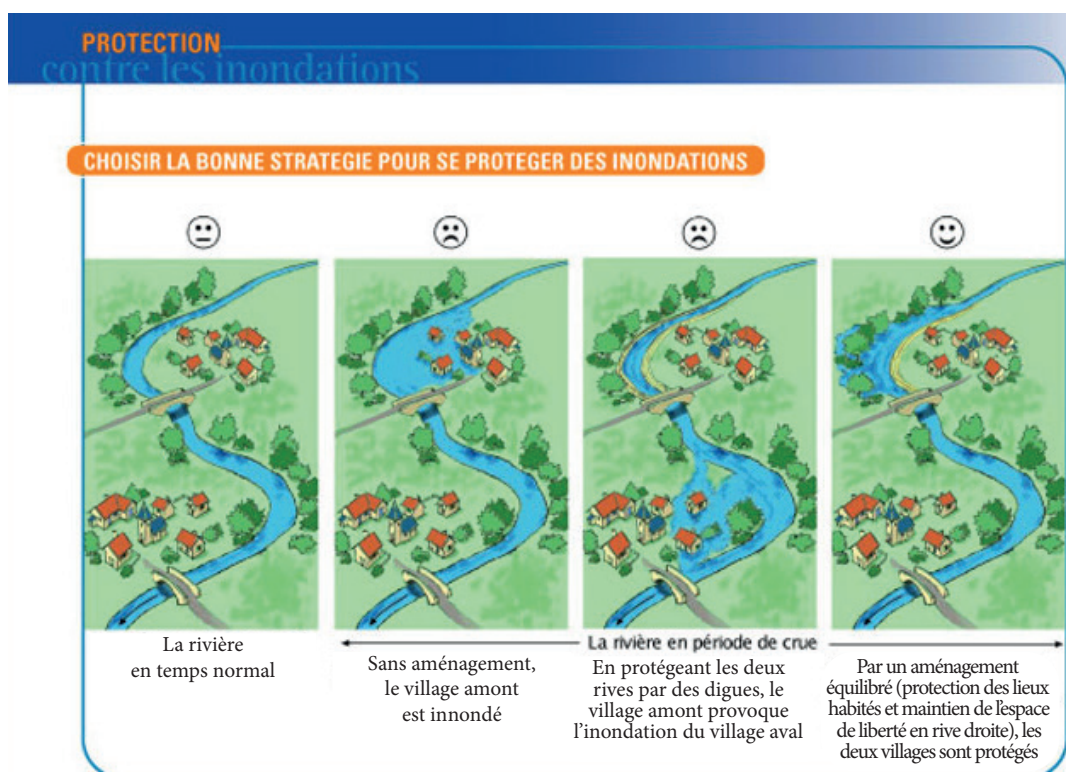 PROTECTION
contre les inondations
CHOISIR LA BONNE STRATEGIE POUR SE PROTEGER DES INONDATIONS
La rivière
en temps normal
La rivière en période de crue
Sans aménagement,
le village amont
est innondé
En protégeant les deux
rives par des digues, le
village amont provoque
l'inondation du village aval
Par un aménagement
équilibré (protection des lieux
habités et maintien de l'espace
de liberté en rive droite), les
deux villages sont protégés